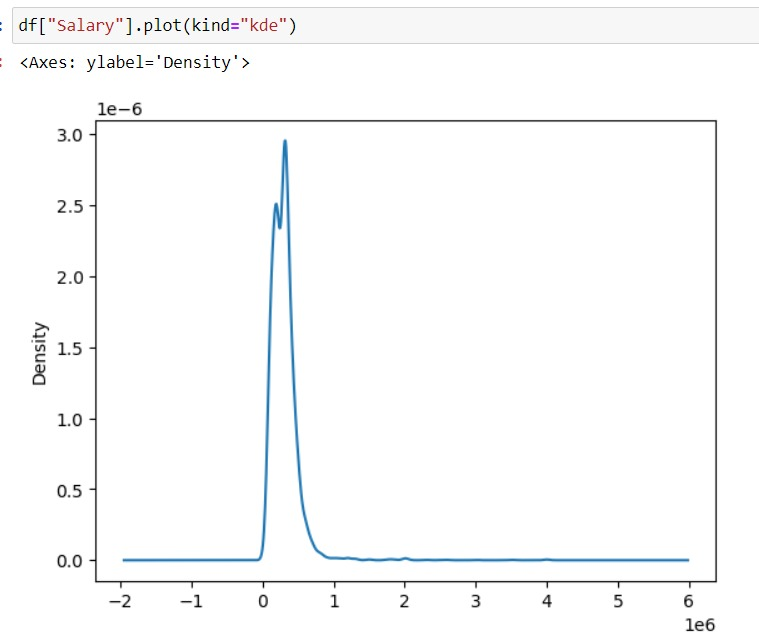 : df["Salary"].plot(kind="kde")
: <Axes: ylabel='Density'>
1e−6
3.0
2.5
2.0
1.5
1.0
0.5
0.0
Density
−2 −1 0 1 2 3 4 5 6
1e6